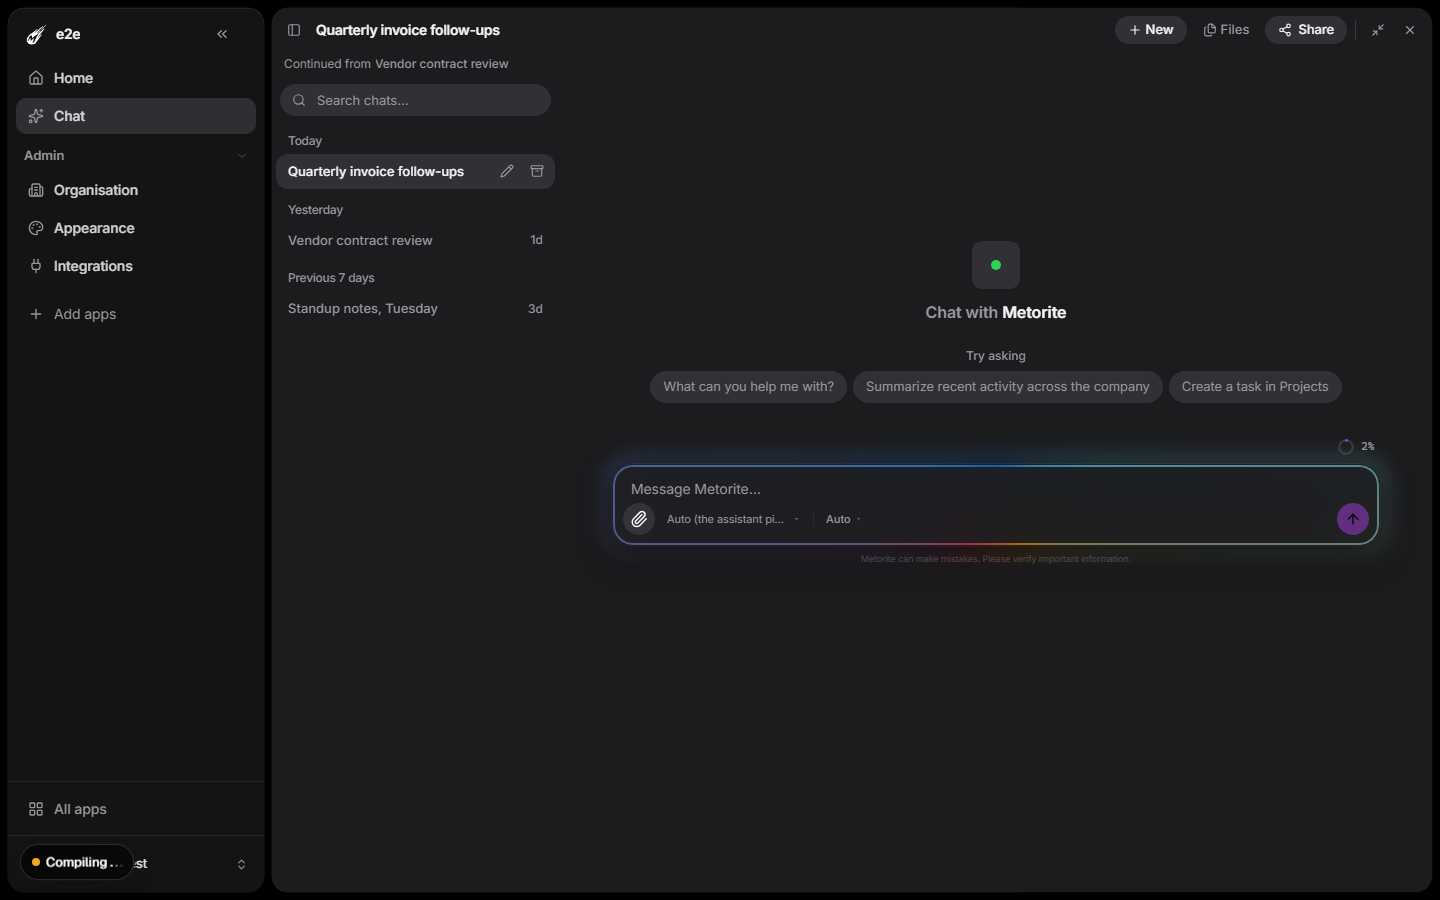 e2e
Home
Chat
Admin
Organisation
Appearance
Integrations
Add apps
All apps
Compiling ...
Quarterly invoice follow-ups
New
Files
Share
Continued from Vendor contract review
Search chats...
Today
Quarterly invoice follow-ups
Yesterday
Vendor contract review 1d
Previous 7 days
Standup notes, Tuesday 3d
Chat with Metorite
Try asking
What can you help me with?
Summarize recent activity across the company
Create a task in Projects
2%
Message Metorite...
Auto (the assistant pi...
Auto
Metorite can make mistakes. Please verify important information.